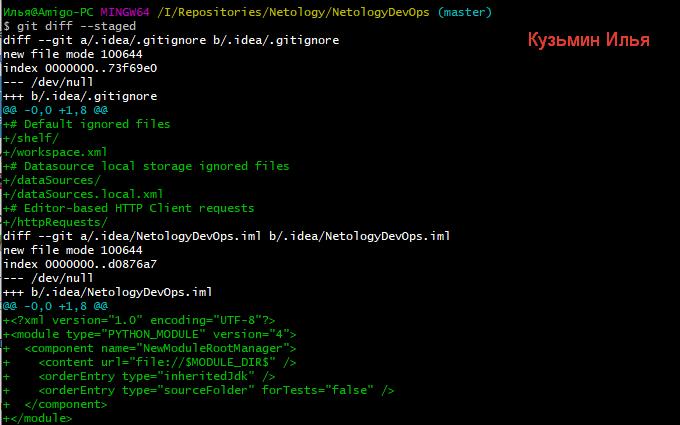 Илья@Amigo-PC MINGW64 /I/Repositories/Netology/NetologyDevOps (master)
$ git diff --staged
diff --git a/.idea/.gitignore b/.idea/.gitignore
Кузьмин Илья
new file mode 100644
index 0000000..73f69e0
--- /dev/null
+++ b/.idea/.gitignore
@@ -0,0 +1,8 @@
+# Default ignored files
+/shelf/
+/workspace.xml
+# Datasource local storage ignored files
+/dataSources/
+/dataSources.local.xml
+# Editor-based HTTP Client requests
+/httpRequests/
diff --git a/.idea/NetologyDevOps.iml b/.idea/NetologyDevOps.iml
new file mode 100644
index 0000000..d0876a7
--- /dev/null
+++ b/.idea/NetologyDevOps.iml
@@ -0,0 +1,8 @@
+<?xml version="1.0" encoding="UTF-8"?>
+<module type="PYTHON_MODULE" version="4">
+  <component name="NewModuleRootManager">
+    <content url="file://$MODULE_DIR$" />
+    <orderEntry type="inheritedJdk" />
+    <orderEntry type="sourceFolder" forTests="false" />
+  </component>
+</module>